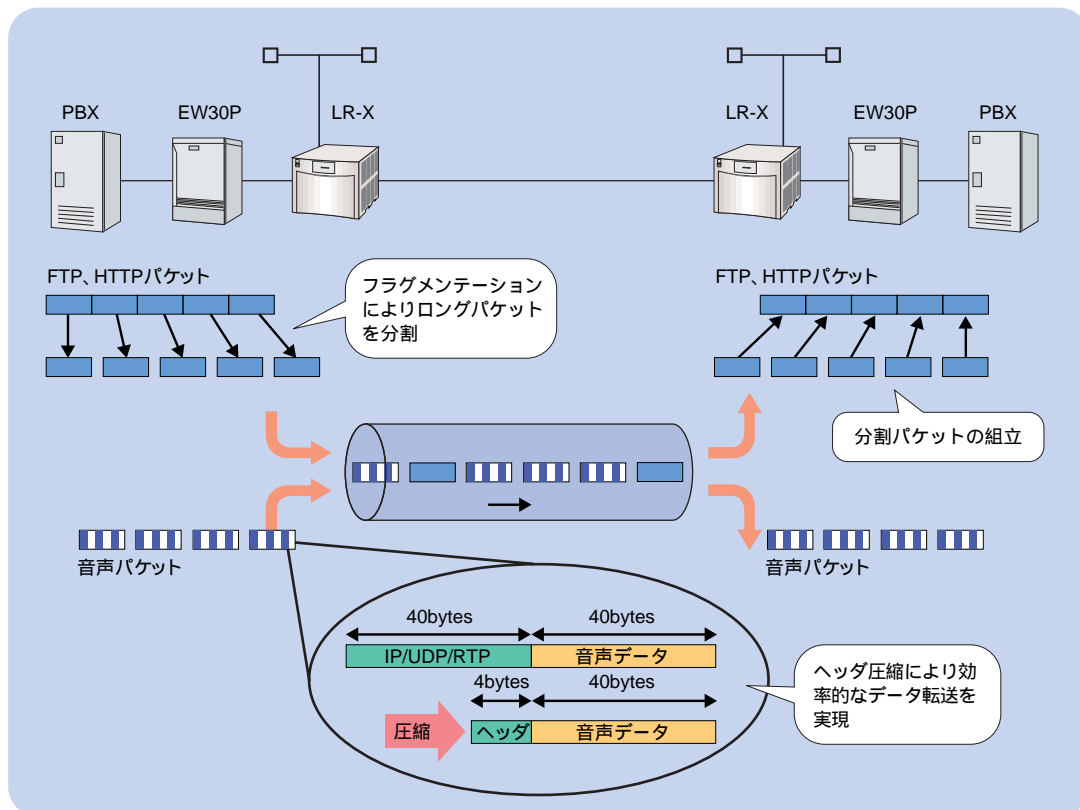 PBX
EW30P
LR-X
LR-X
EW30P
PBX
FTP、HTTPパケット
フラグメンテーション
によりロングパケット
を分割
FTP、HTTPパケット
分割パケットの組立
音声パケット
音声パケット
40bytes
40bytes
IP/UDP/RTP
音声データ
4bytes
40bytes
圧縮
ヘッダ
音声データ
ヘッダ圧縮により効
率的なデータ転送を
実現